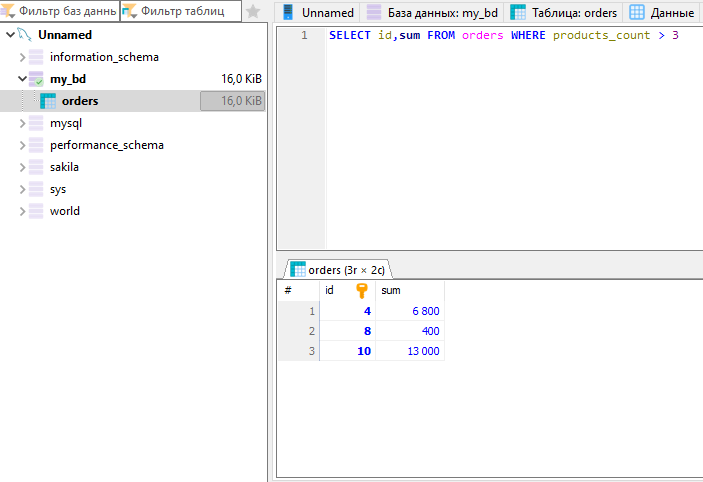 Фильтр баз данны
Фильтр таблиц
Unnamed
База данных: my_bd
Таблица: orders
Данные
Unnamed
information_schema
my_bd 16,0 KiB
orders 16,0 KiB
mysql
performance_schema
sakila
sys
world
1 SELECT id,sum FROM orders WHERE products_count > 3
orders (3r × 2c)
# id sum
1 4 6 800
2 8 400
3 10 13 000